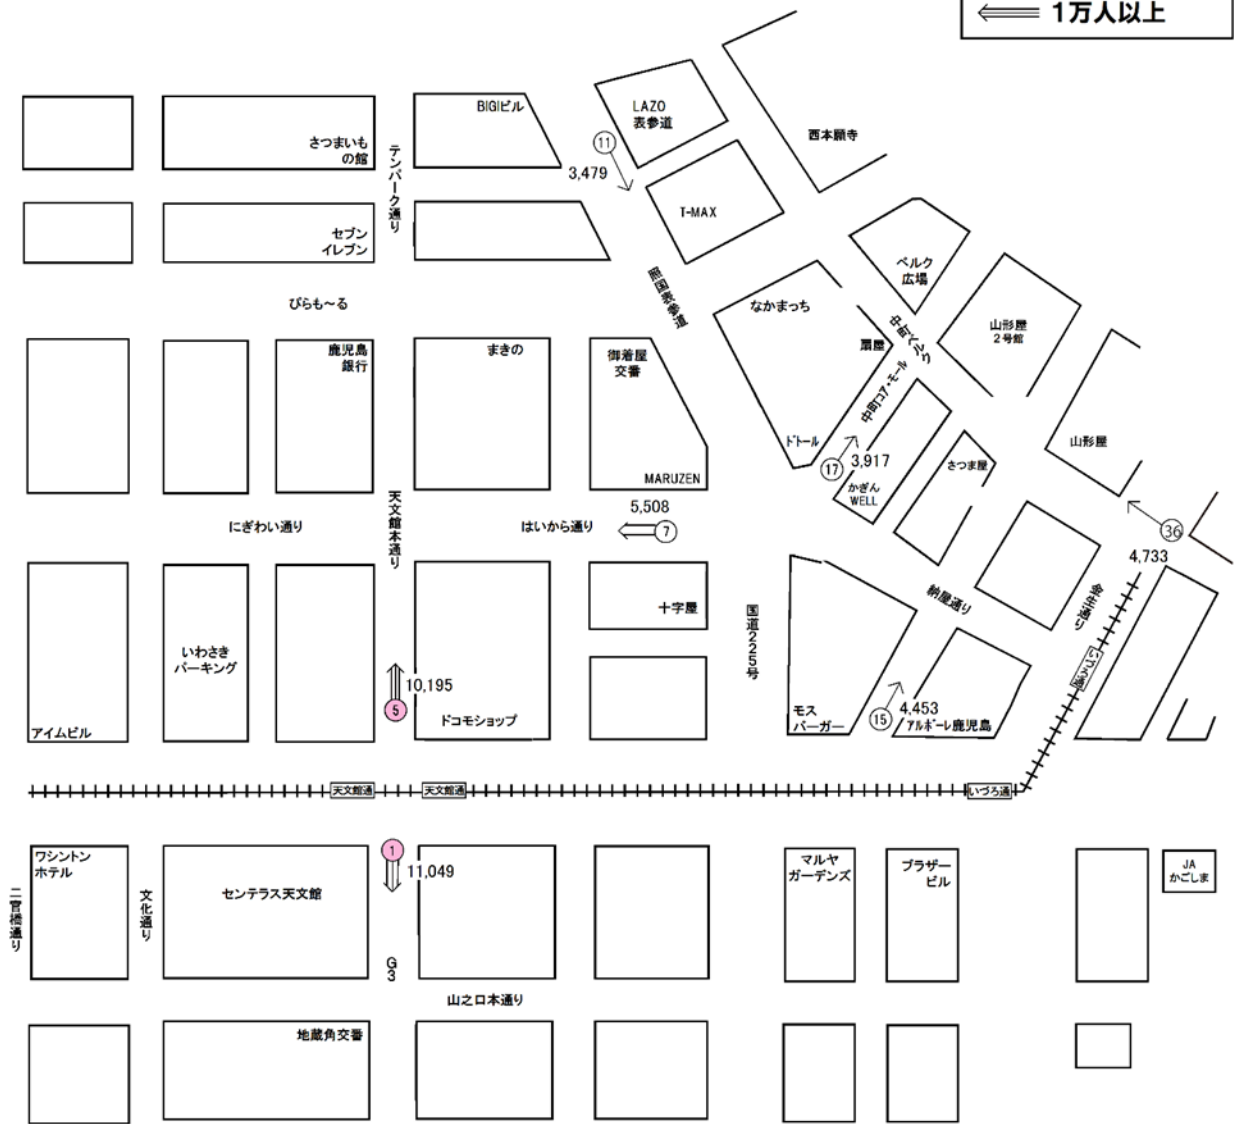 1万人以上
BIGIビル
LAZO
表参道
西本願寺
さつまいも
の館
テンパーク通り
⑪
3,479
T-MAX
セブン
イレブン
ベルク
広場
照国表参道
ぴらも~る
なかまっち
中町ベルク
山形屋
2号館
鹿児島
銀行
まきの
御着屋
交番
扇屋
中町コア・モール
ドトール
山形屋
⑰
3,917
さつま屋
かぎん
WELL
MARUZEN
天文館本通り
にぎわい通り
はいから通り
5,508
⑦
㊱
4,733
納屋通り
金生通り
十字屋
国道225号
いわさき
パーキング
いづろ通
10,195
⑤
ドコモショップ
アイムビル
モス
バーガー
⑮
4,453
アルボーレ鹿児島
天文館通
天文館通
いづろ通
①
11,049
ワシントン
ホテル
センテラス天文館
マルヤ
ガーデンズ
ブラザー
ビル
JA
かごしま
二官橋通り
文化通り
G3
山之口本通り
地蔵角交番